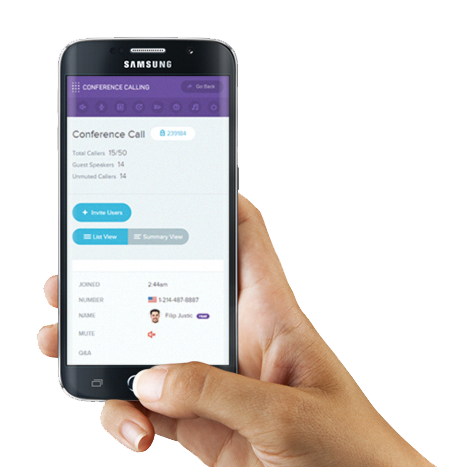 SAMSUNG
CONFERENCE CALLING
Go Back
Conference Call 270184
Total Callers 15/50
Guest Speakers 14
Unmuted Callers 14
+ Invite Users
List View Summary View
JOINED 2:44am
NUMBER 1-214-487-8887
NAME Filip Justic Host
MUTE
Q&A